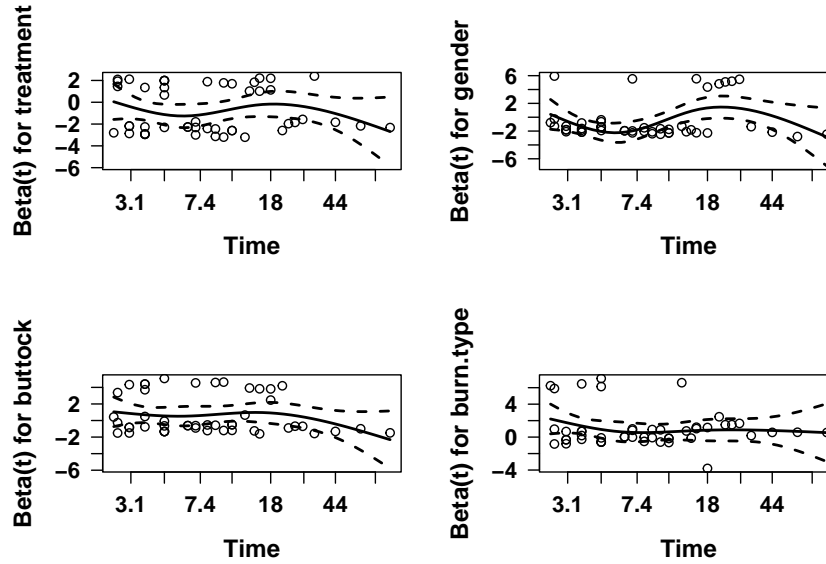 Beta(t) for treatment
2
0
−2
−4
−6
3.1 7.4 18 44
Time
Beta(t) for gender
6
2
−2
−6
3.1 7.4 18 44
Time
Beta(t) for buttock
2
−2
−6
3.1 7.4 18 44
Time
Beta(t) for burn.type
4
0
−4
3.1 7.4 18 44
Time